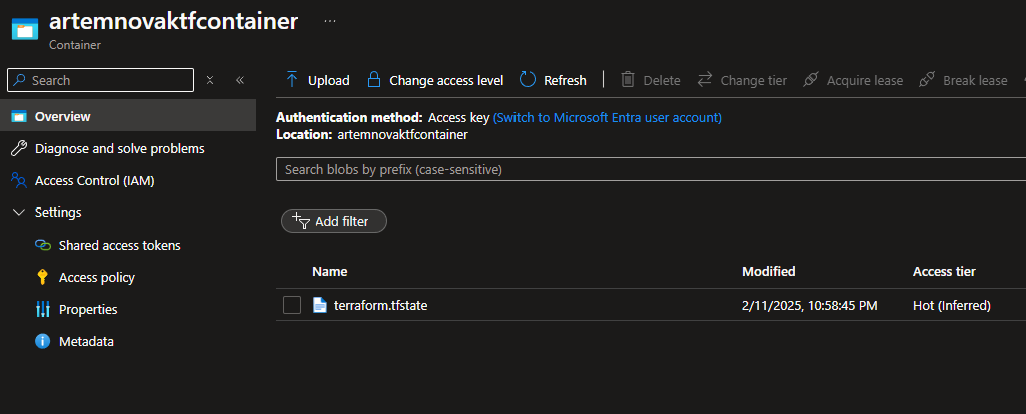 artemnovaktfcontainer ...
Container
Search
Upload Change access level Refresh Delete Change tier Acquire lease Break lease
Overview
Diagnose and solve problems
Access Control (IAM)
Settings
Shared access tokens
Access policy
Properties
Metadata
Authentication method: Access key (Switch to Microsoft Entra user account)
Location: artemnovaktfcontainer
Search blobs by prefix (case-sensitive)
Add filter
Name Modified Access tier
terraform.tfstate 2/11/2025, 10:58:45 PM Hot (Inferred)